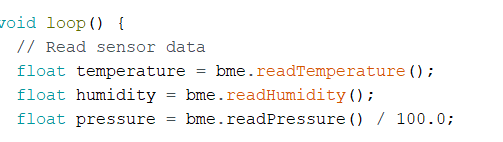 void loop() {
// Read sensor data
float temperature = bme.readTemperature();
float humidity = bme.readHumidity();
float pressure = bme.readPressure() / 100.0;